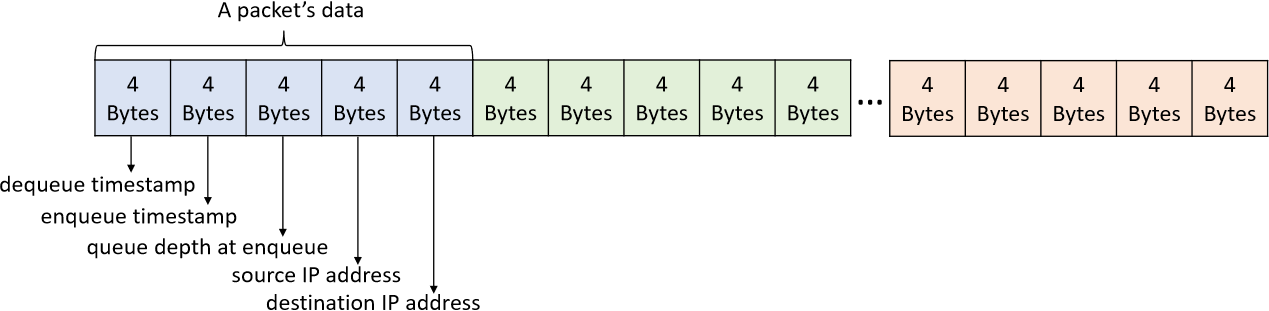 A packet's data
4 4 4 4 4 4 4 4 4 4 ... 4 4 4 4 4
Bytes Bytes Bytes Bytes Bytes Bytes Bytes Bytes Bytes Bytes Bytes Bytes Bytes Bytes Bytes
dequeue timestamp
enqueue timestamp
queue depth at enqueue
source IP address
destination IP address